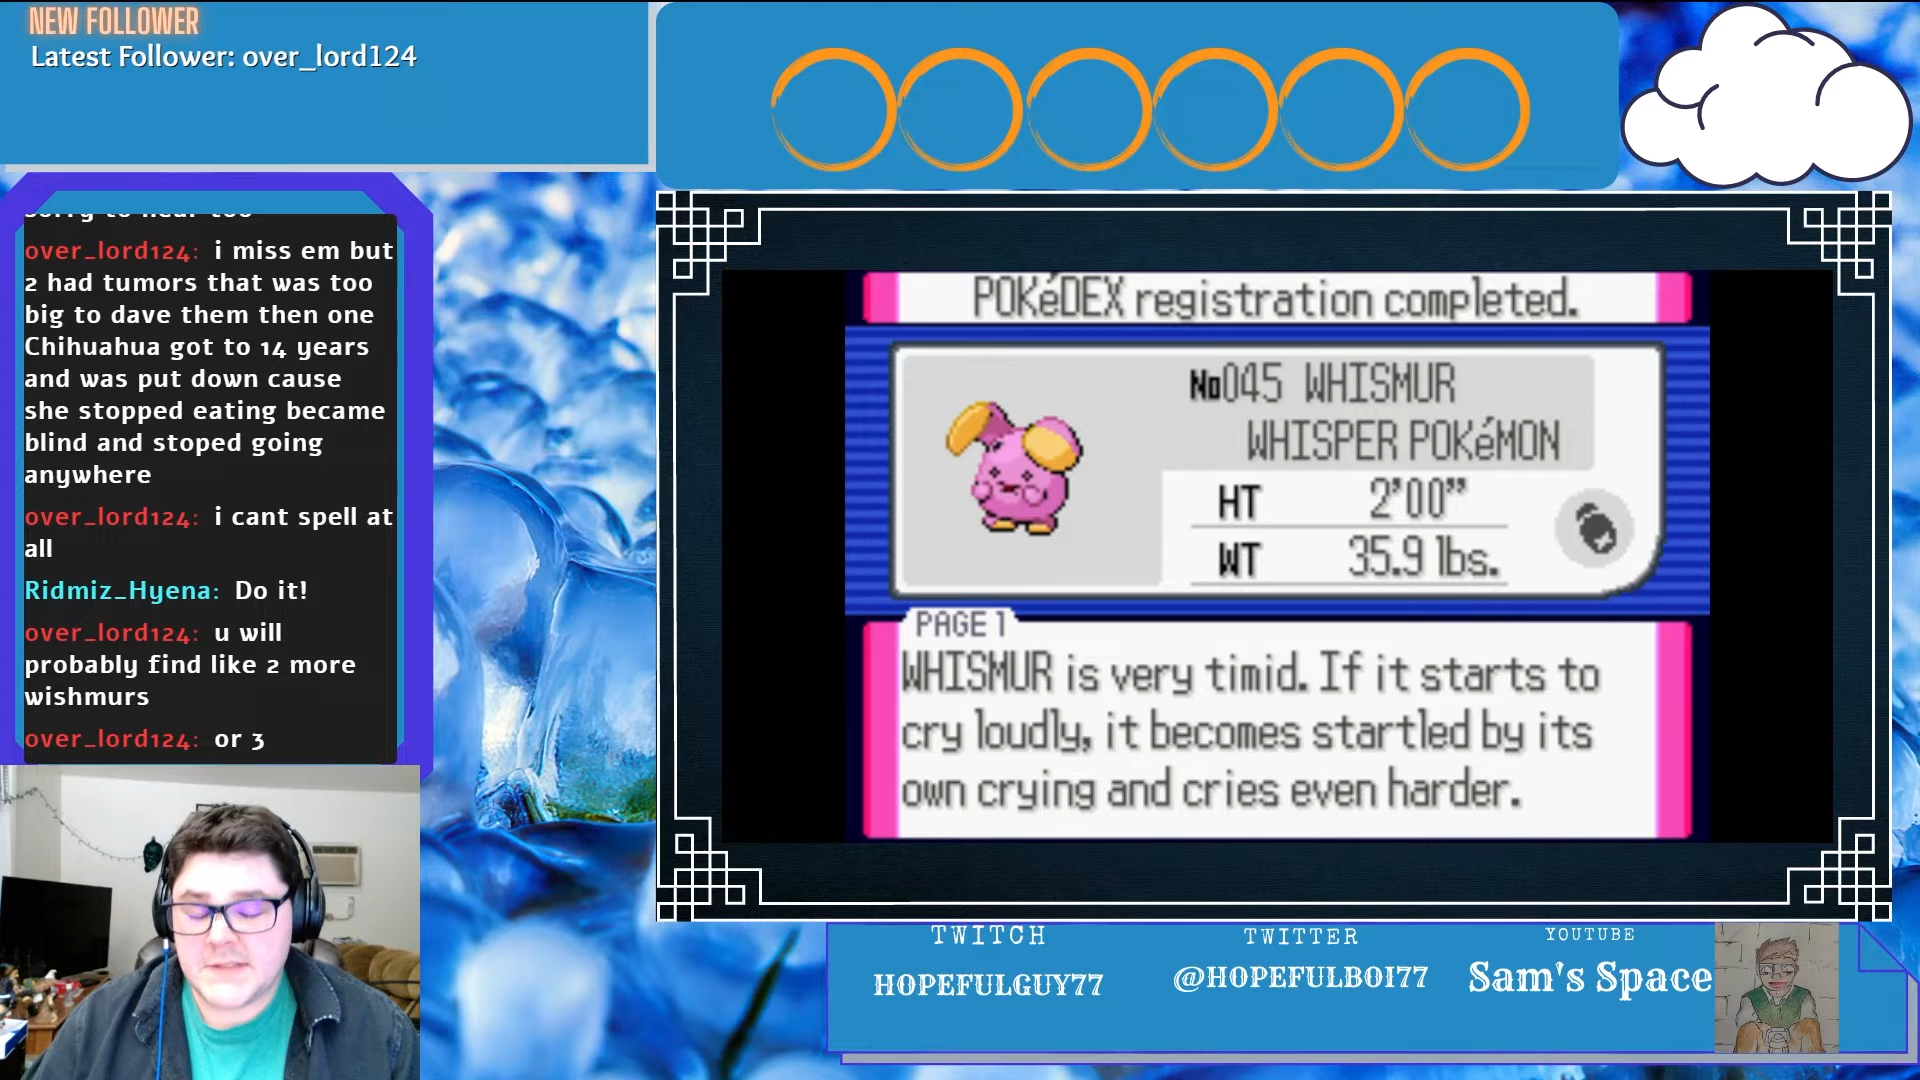 NEW FOLLOWER
Latest Follower: over_lord124
sorry to hear too
over_lord124: i miss em but
2 had tumors that was too
big to dave them then one
Chihuahua got to 14 years
and was put down cause
she stopped eating became
blind and stoped going
anywhere
over_lord124: i cant spell at
all
Ridmiz_Hyena: Do it!
over_lord124: u will
probably find like 2 more
wishmurs
over_lord124: or 3
POKéDEX registration completed.
No045 WHISMUR
WHISPER POKéMON
HT 2'00"
WT 35.9 lbs.
PAGE 1
WHISMUR is very timid. If it starts to
cry loudly, it becomes startled by its
own crying and cries even harder.
TWITCH
HOPEFULGUY77
TWITTER
@HOPEFULBOI77
YOUTUBE
Sam's Space